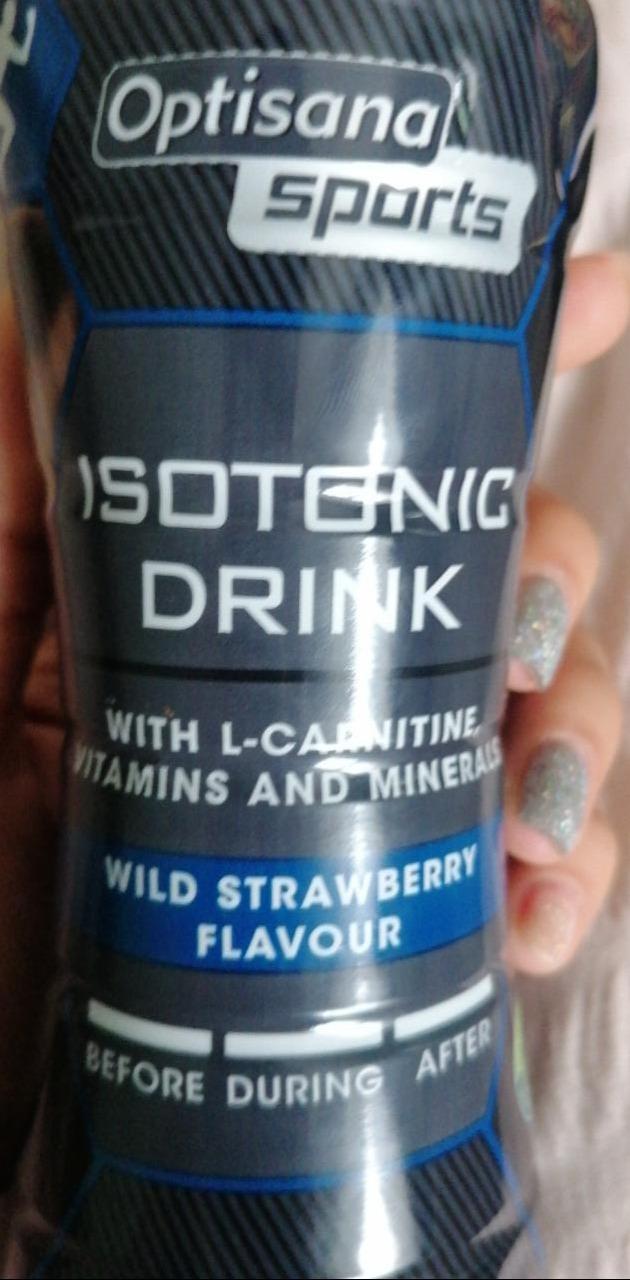 Optisana
sports
ISOTONIC
DRINK
WITH L-CARNITINE,
VITAMINS AND MINERALS
WILD STRAWBERRY
FLAVOUR
BEFORE DURING AFTER